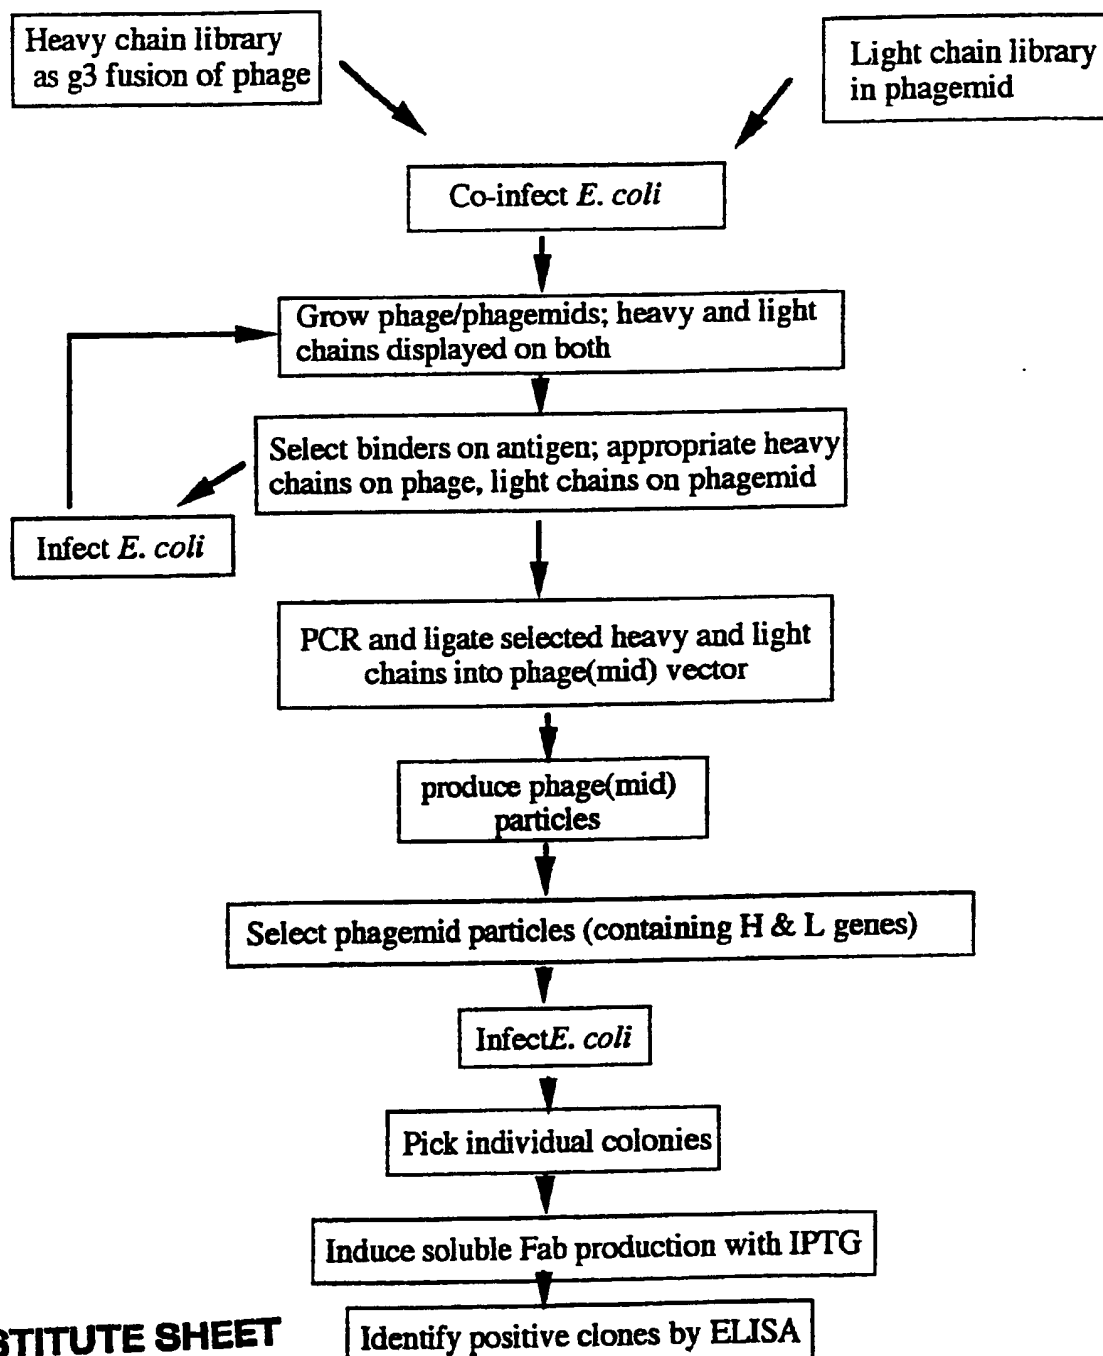 Heavy chain library
as g3 fusion of phage
Light chain library
in phagemid
Co-infect E. coli
Grow phage/phagemids; heavy and light
chains displayed on both
Select binders on antigen; appropriate heavy
chains on phage, light chains on phagemid
Infect E. coli
PCR and ligate selected heavy and light
chains into phage(mid) vector
produce phage(mid)
particles
Select phagemid particles (containing H & L genes)
InfectE. coli
Pick individual colonies
Induce soluble Fab production with IPTG
Identify positive clones by ELISA
STITUTE SHEET